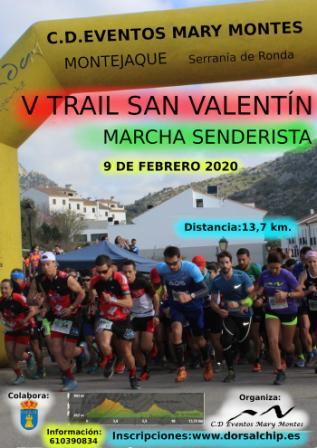 C.D.EVENTOS MARY MONTES
MONTEJAQUE Serranía de Ronda
V TRAIL SAN VALENTÍN
MARCHA SENDERISTA
9 DE FEBRERO 2020
Distancia:13,7 km.
Colabora:
Organiza:
C.D Eventos Mary Montes
Información:
610390834
Inscripciones:www.dorsalchip.es